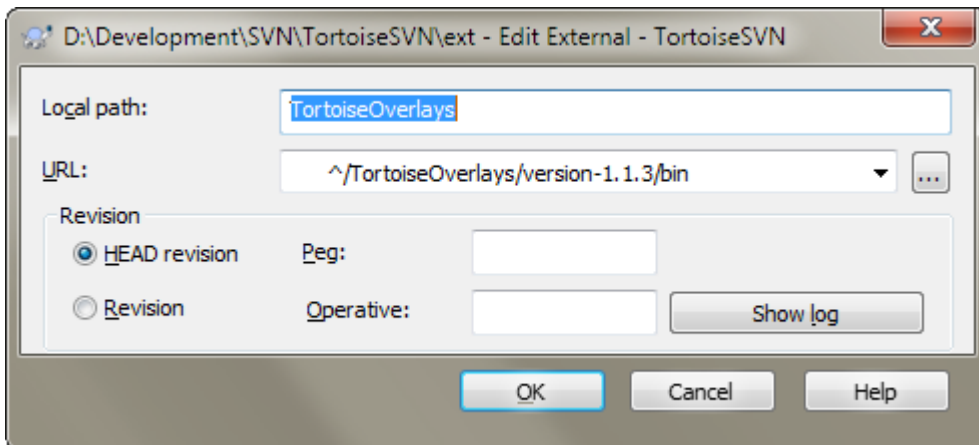 D:\Development\SVN\TortoiseSVN\ext - Edit External - TortoiseSVN
Local path: TortoiseOverlays
URL: ^/TortoiseOverlays/version-1.1.3/bin ...
Revision
HEAD revision Peg:
Revision Operative: Show log
OK Cancel Help